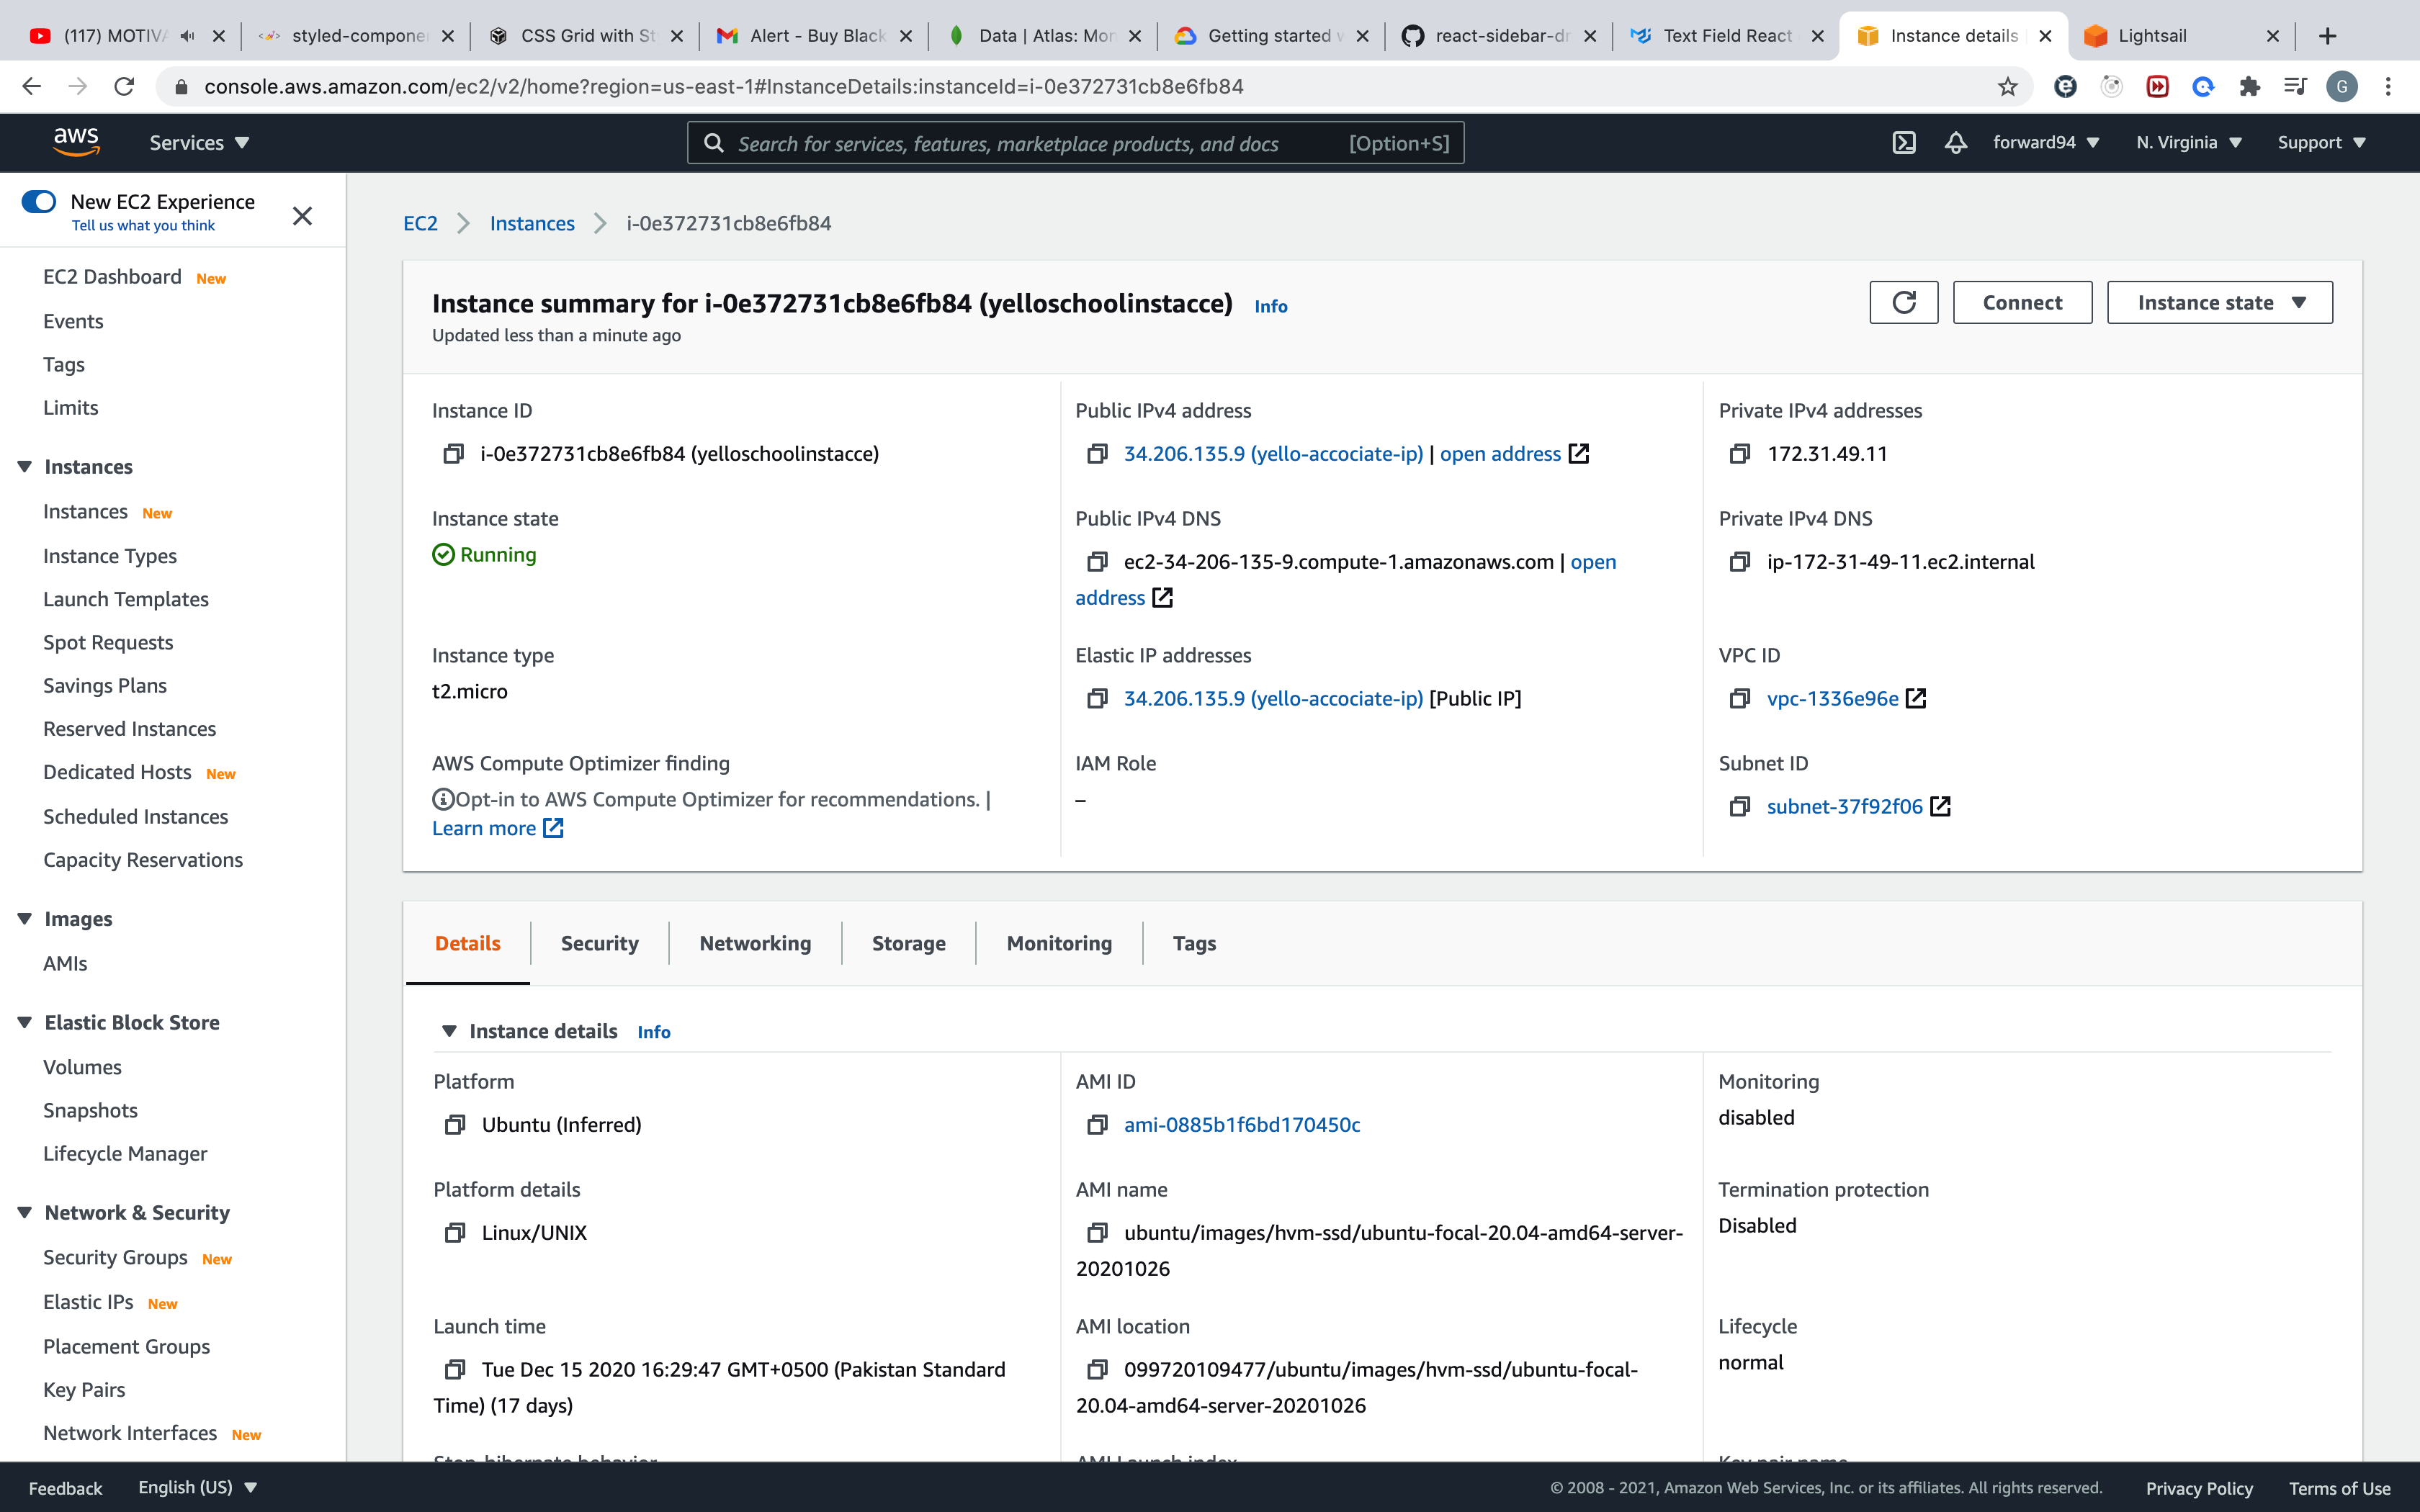 (117) MOTIVA
styled-compone
CSS Grid with St
Alert - Buy Black
Data | Atlas: Mon
Getting started w
react-sidebar-dr
Text Field React
Instance details
Lightsail
console.aws.amazon.com/ec2/v2/home?region=us-east-1#InstanceDetails:instanceId=i-0e372731cb8e6fb84
G
aws
Services
Search for services, features, marketplace products, and docs [Option+S]
forward94
N. Virginia
Support
New EC2 Experience
Tell us what you think
EC2 Dashboard New
Events
Tags
Limits
Instances
Instances New
Instance Types
Launch Templates
Spot Requests
Savings Plans
Reserved Instances
Dedicated Hosts New
Scheduled Instances
Capacity Reservations
Images
AMIs
Elastic Block Store
Volumes
Snapshots
Lifecycle Manager
Network & Security
Security Groups New
Elastic IPs New
Placement Groups
Key Pairs
Network Interfaces New
EC2 > Instances > i-0e372731cb8e6fb84
Instance summary for i-0e372731cb8e6fb84 (yelloschoolinstacce) Info
Updated less than a minute ago
Connect
Instance state
Instance ID
i-0e372731cb8e6fb84 (yelloschoolinstacce)
Public IPv4 address
34.206.135.9 (yello-accociate-ip) | open address
Private IPv4 addresses
172.31.49.11
Instance state
Running
Public IPv4 DNS
ec2-34-206-135-9.compute-1.amazonaws.com | open
address
Private IPv4 DNS
ip-172-31-49-11.ec2.internal
Instance type
t2.micro
Elastic IP addresses
34.206.135.9 (yello-accociate-ip) [Public IP]
VPC ID
vpc-1336e96e
AWS Compute Optimizer finding
Opt-in to AWS Compute Optimizer for recommendations. |
Learn more
IAM Role
–
Subnet ID
subnet-37f92f06
Details
Security
Networking
Storage
Monitoring
Tags
Instance details Info
Platform
Ubuntu (Inferred)
AMI ID
ami-0885b1f6bd170450c
Monitoring
disabled
Platform details
Linux/UNIX
AMI name
ubuntu/images/hvm-ssd/ubuntu-focal-20.04-amd64-server-
20201026
Termination protection
Disabled
Launch time
Tue Dec 15 2020 16:29:47 GMT+0500 (Pakistan Standard
Time) (17 days)
AMI location
099720109477/ubuntu/images/hvm-ssd/ubuntu-focal-
20.04-amd64-server-20201026
Lifecycle
normal
Stop-hibernate behavior
AMI Launch index
Key pair name
Feedback
English (US)
© 2008 - 2021, Amazon Web Services, Inc. or its affiliates. All rights reserved.
Privacy Policy
Terms of Use